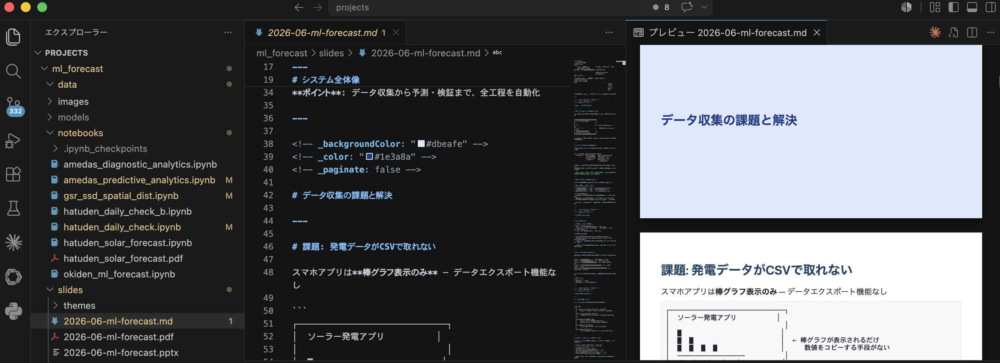 projects
8
エクスプローラー
PROJECTS
ml_forecast
data
images
models
332
notebooks
.ipynb_checkpoints
amedas_diagnostic_analytics.ipynb
amedas_predictive_analytics.ipynb M
gsr_ssd_spatial_dist.ipynb M
hatuden_daily_check_b.ipynb
hatuden_daily_check.ipynb M
hatuden_solar_forecast.ipynb
hatuden_solar_forecast.pdf
okiden_ml_forecast.ipynb
slides
themes
2026-06-ml-forecast.md 1
2026-06-ml-forecast.pdf
2026-06-ml-forecast.pptx
2026-06-ml-forecast.md 1
ml_forecast > slides > 2026-06-ml-forecast.md > abc
17 ---
19 # システム全体像
34 **ポイント**: データ収集から予測・検証まで、全工程を自動化
35
36 ---
37
38 <!-- _backgroundColor: "#dbeafe" -->
39 <!-- _color: "#1e3a8a" -->
40 <!-- _paginate: false -->
41
42 # データ収集の課題と解決
43
44 ---
45
46 # 課題: 発電データがCSVで取れない
47
48 スマホアプリは**棒グラフ表示のみ** — データエクスポート機能な
し
49
50 ```
51
52 ソーラー発電アプリ
53
プレビュー 2026-06-ml-forecast.md
データ収集の課題と解決
課題: 発電データがCSVで取れない
スマホアプリは棒グラフ表示のみ — データエクスポート機能なし
ソーラー発電アプリ
← 棒グラフが表示されるだけ
数値をコピーする手段がない